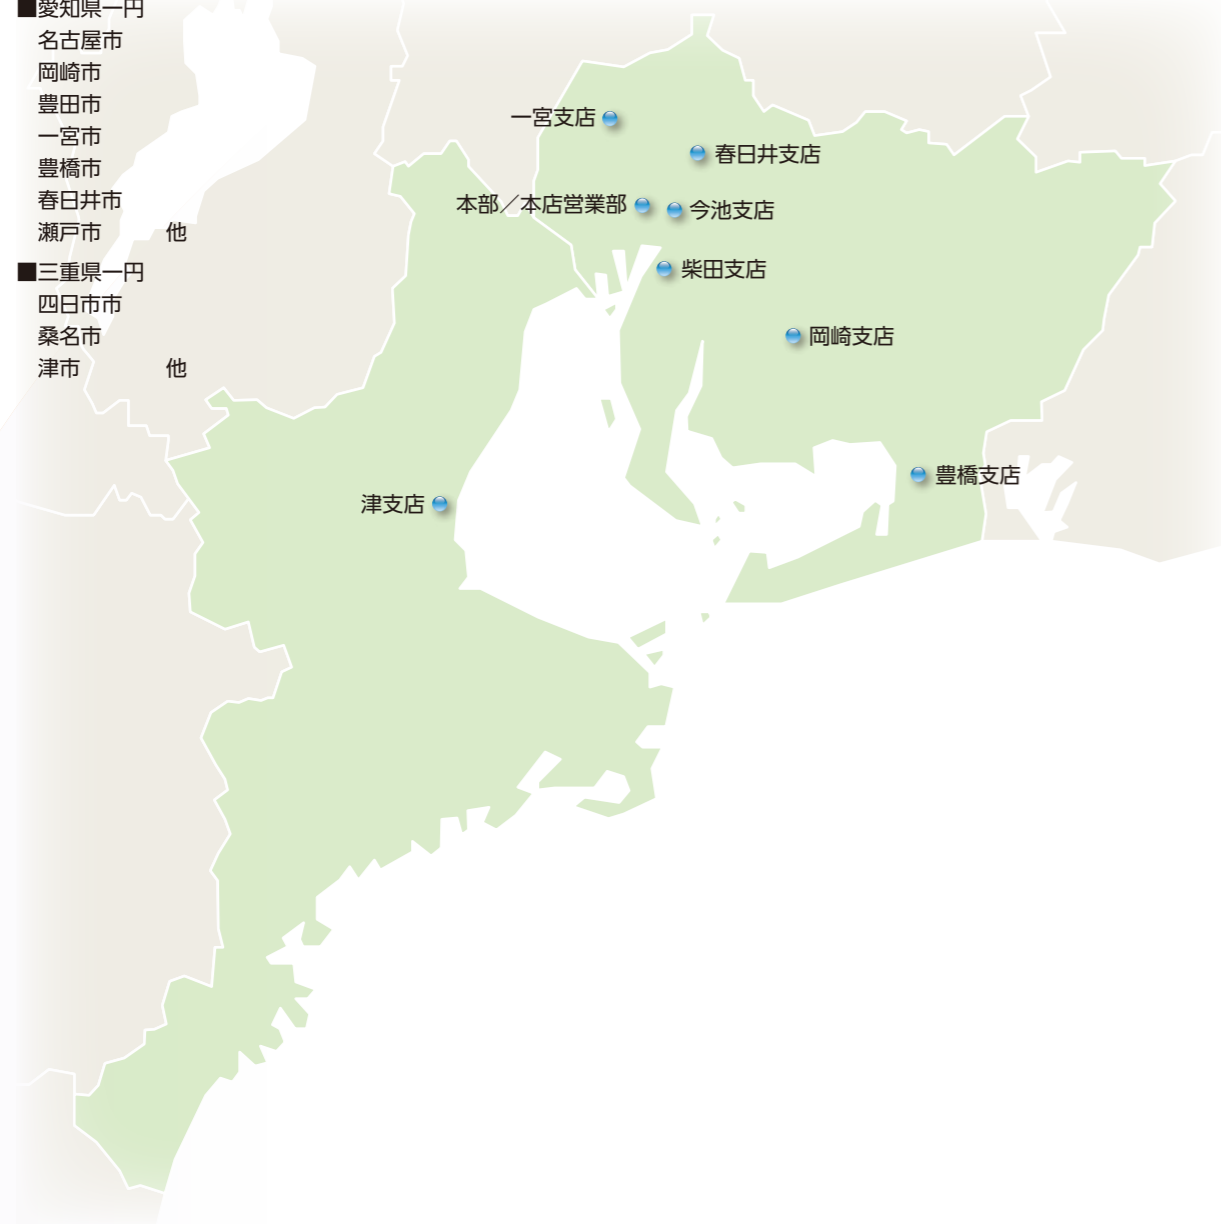 ■愛知県一円
名古屋市
岡崎市
豊田市
一宮市
豊橋市
春日井市
瀬戸市 他
■三重県一円
四日市市
桑名市
津市 他
一宮支店
春日井支店
本部／本店営業部
今池支店
柴田支店
岡崎支店
豊橋支店
津支店